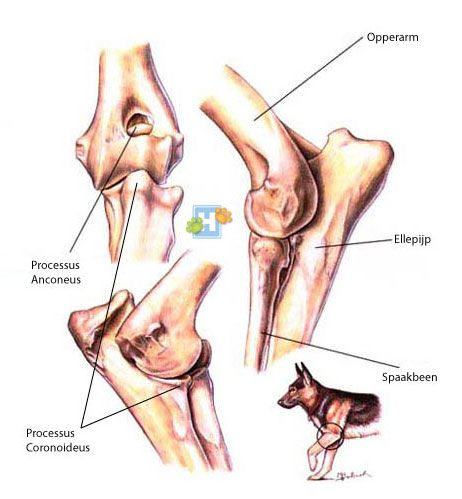 Opperarm
Ellepijp
Processus
Anconeus
Spaakbeen
Processus
Coronoideus